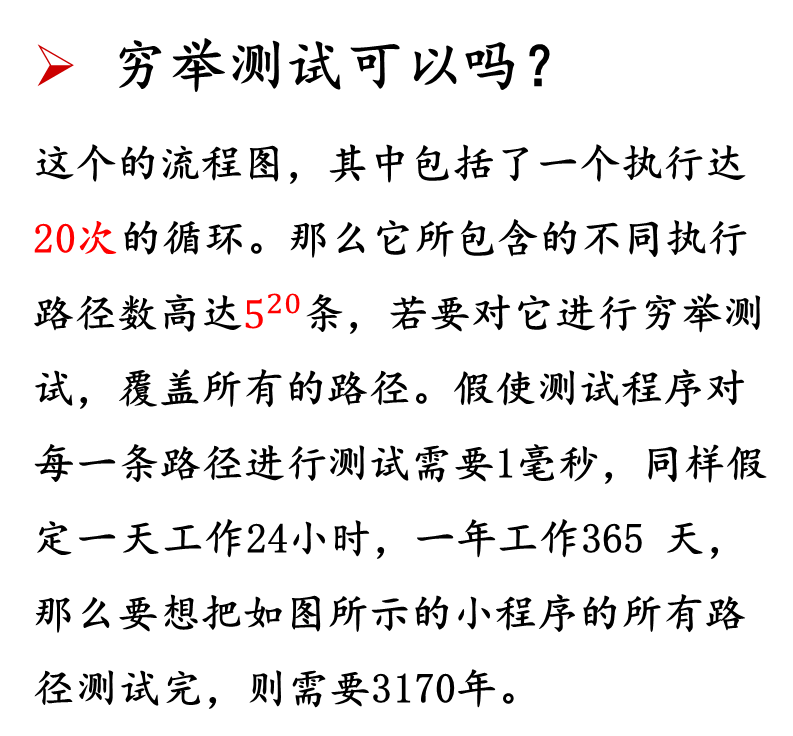 穷举测试可以吗？
这个的流程图，其中包括了一个执行达
20次的循环。那么它所包含的不同执行
路径数高达5²⁰条，若要对它进行穷举测
试，覆盖所有的路径。假使测试程序对
每一条路径进行测试需要1毫秒，同样假
定一天工作24小时，一年工作365 天，
那么要想把如图所示的小程序的所有路
径测试完，则需要3170年。